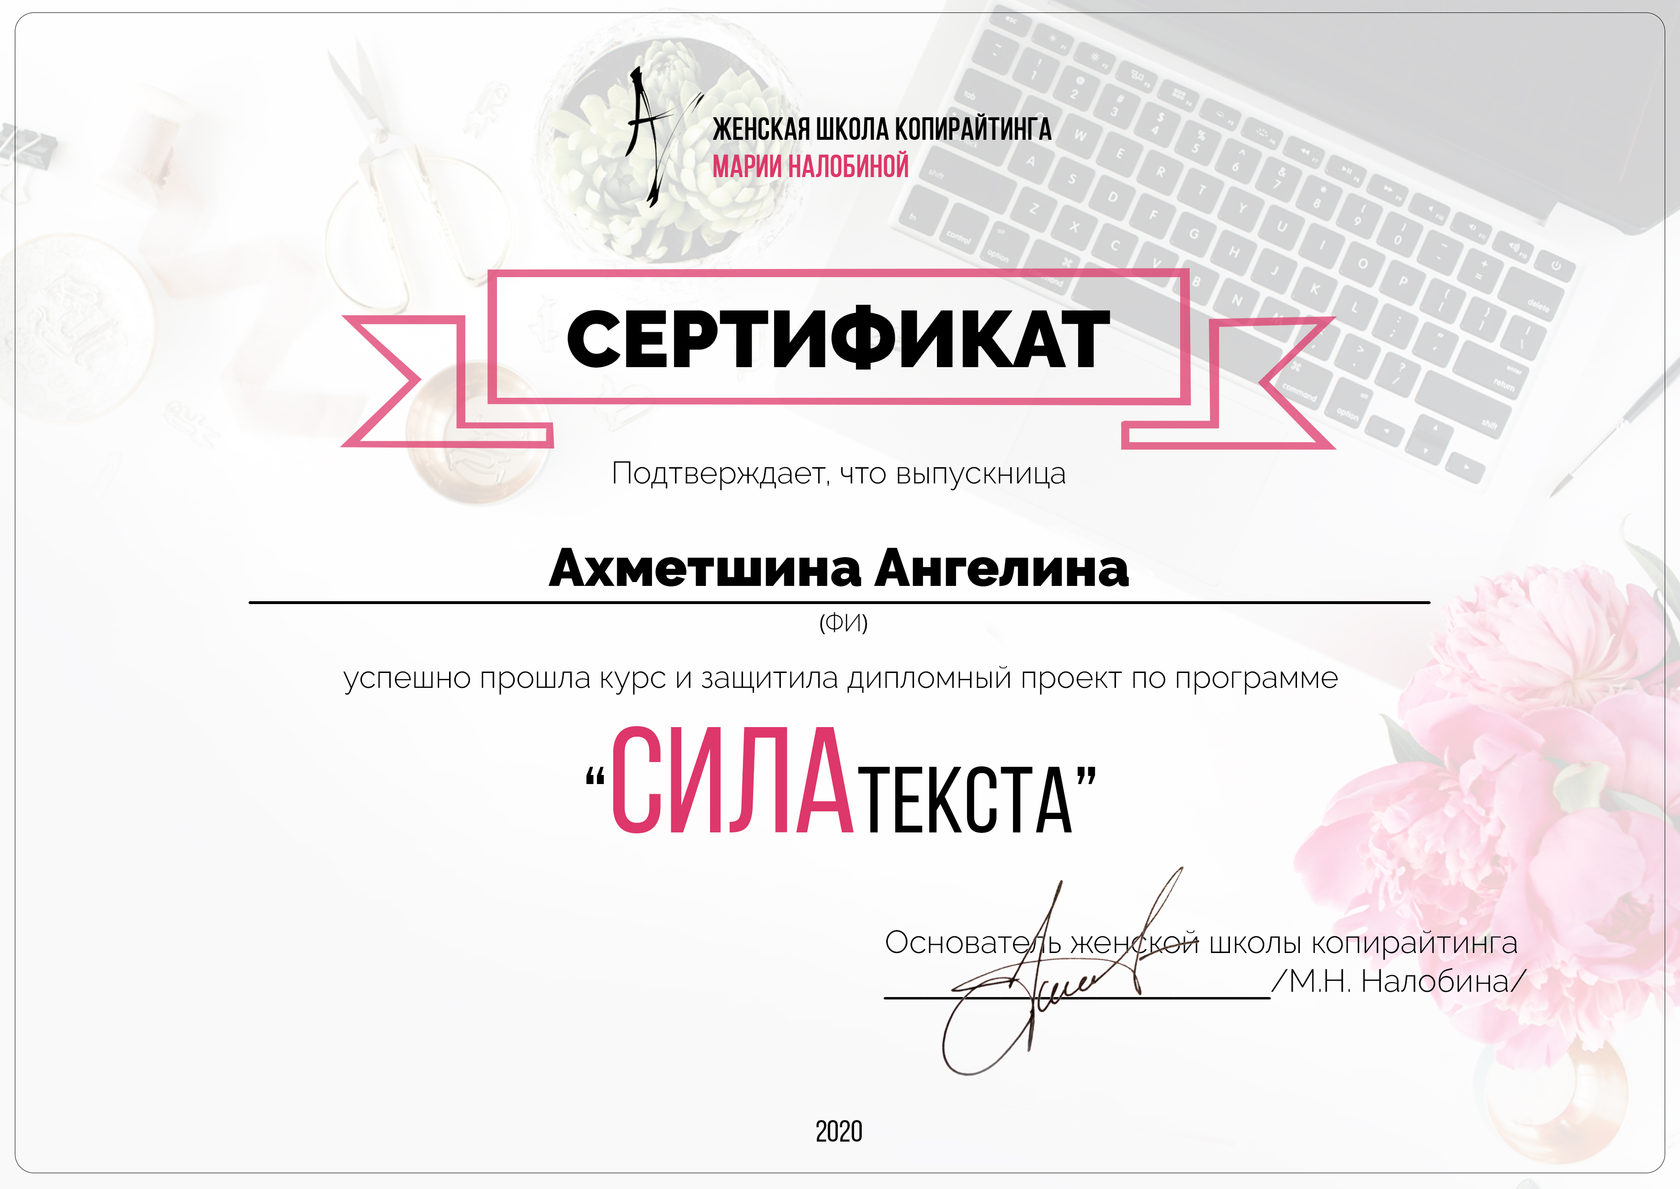 ЖЕНСКАЯ ШКОЛА КОПИРАЙТИНГА
МАРИИ НАЛОБИНОЙ
СЕРТИФИКАТ
Подтверждает, что выпускница
Ахметшина Ангелина
(ФИ)
успешно прошла курс и защитила дипломный проект по программе
“СИЛАТЕКСТА”
Основатель женской школы копирайтинга
/М.Н. Налобина/
2020